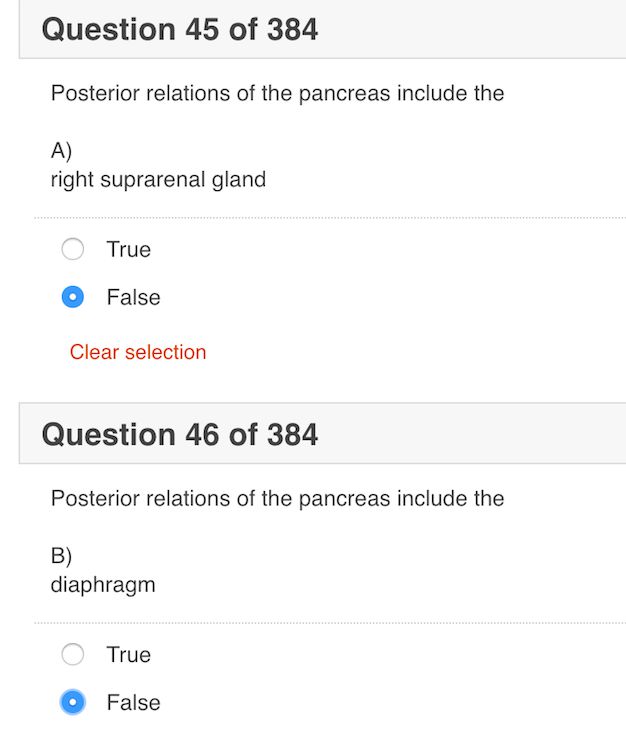 Question 45 of 384
Posterior relations of the pancreas include the
A)
right suprarenal gland
True
False
Clear selection
Question 46 of 384
Posterior relations of the pancreas include the
B)
diaphragm
True
False